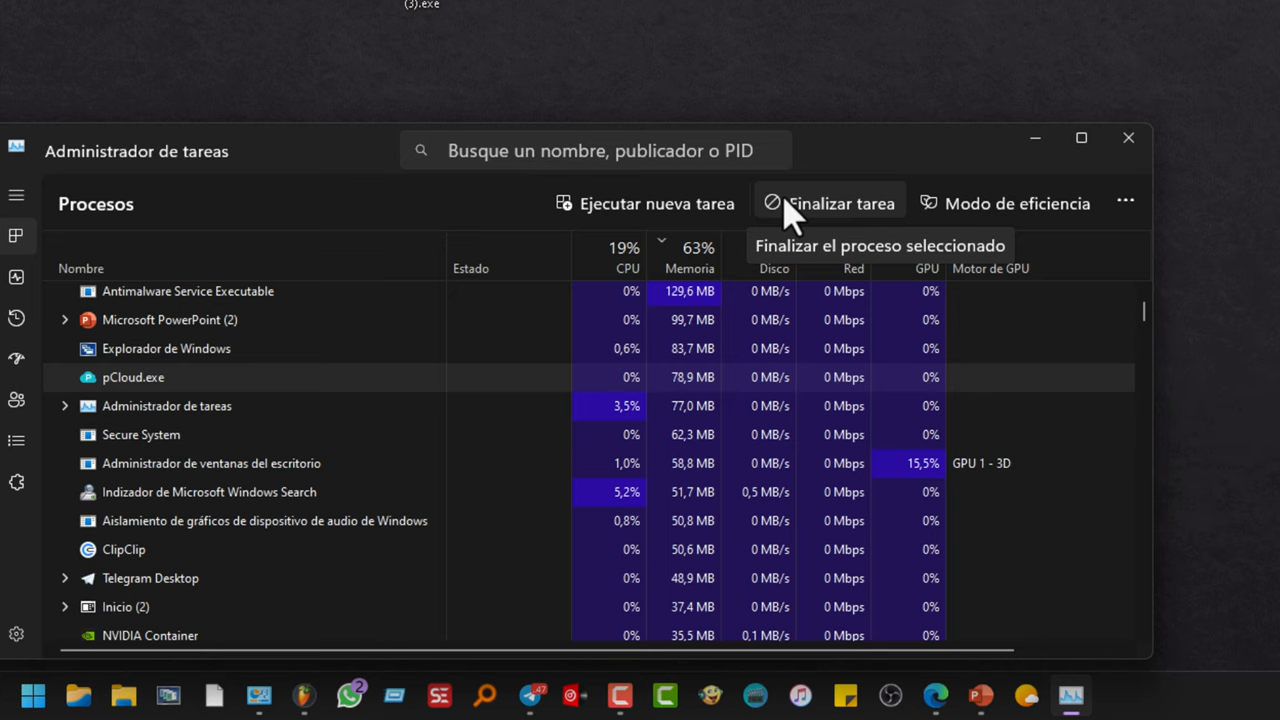 (3).exe
Administrador de tareas
Busque un nombre, publicador o PID
Procesos
Ejecutar nueva tarea
Finalizar tarea
Modo de eficiencia
Finalizar el proceso seleccionado
19% 63%
Nombre Estado CPU Memoria Disco Red GPU Motor de GPU
Antimalware Service Executable 0% 129,6 MB 0 MB/s 0 Mbps 0%
Microsoft PowerPoint (2) 0% 99,7 MB 0 MB/s 0 Mbps 0%
Explorador de Windows 0,6% 83,7 MB 0 MB/s 0 Mbps 0%
pCloud.exe 0% 78,9 MB 0 MB/s 0 Mbps 0%
Administrador de tareas 3,5% 77,0 MB 0 MB/s 0 Mbps 0%
Secure System 0% 62,3 MB 0 MB/s 0 Mbps 0%
Administrador de ventanas del escritorio 1,0% 58,8 MB 0 MB/s 0 Mbps 15,5% GPU 1 - 3D
Indizador de Microsoft Windows Search 5,2% 51,7 MB 0,5 MB/s 0 Mbps 0%
Aislamiento de gráficos de dispositivo de audio de Windows 0,8% 50,8 MB 0 MB/s 0 Mbps 0%
ClipClip 0% 50,6 MB 0 MB/s 0 Mbps 0%
Telegram Desktop 0% 48,9 MB 0 MB/s 0 Mbps 0%
Inicio (2) 0% 37,4 MB 0 MB/s 0 Mbps 0%
NVIDIA Container 0% 35,5 MB 0,1 MB/s 0 Mbps 0%
2 SE 47